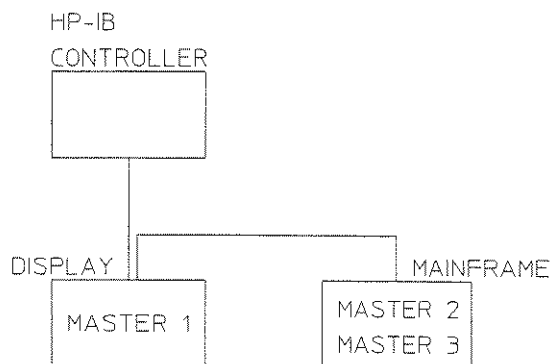 HP-IB
CONTROLLER
DISPLAY
MAINFRAME
MASTER 1
MASTER 2
MASTER 3